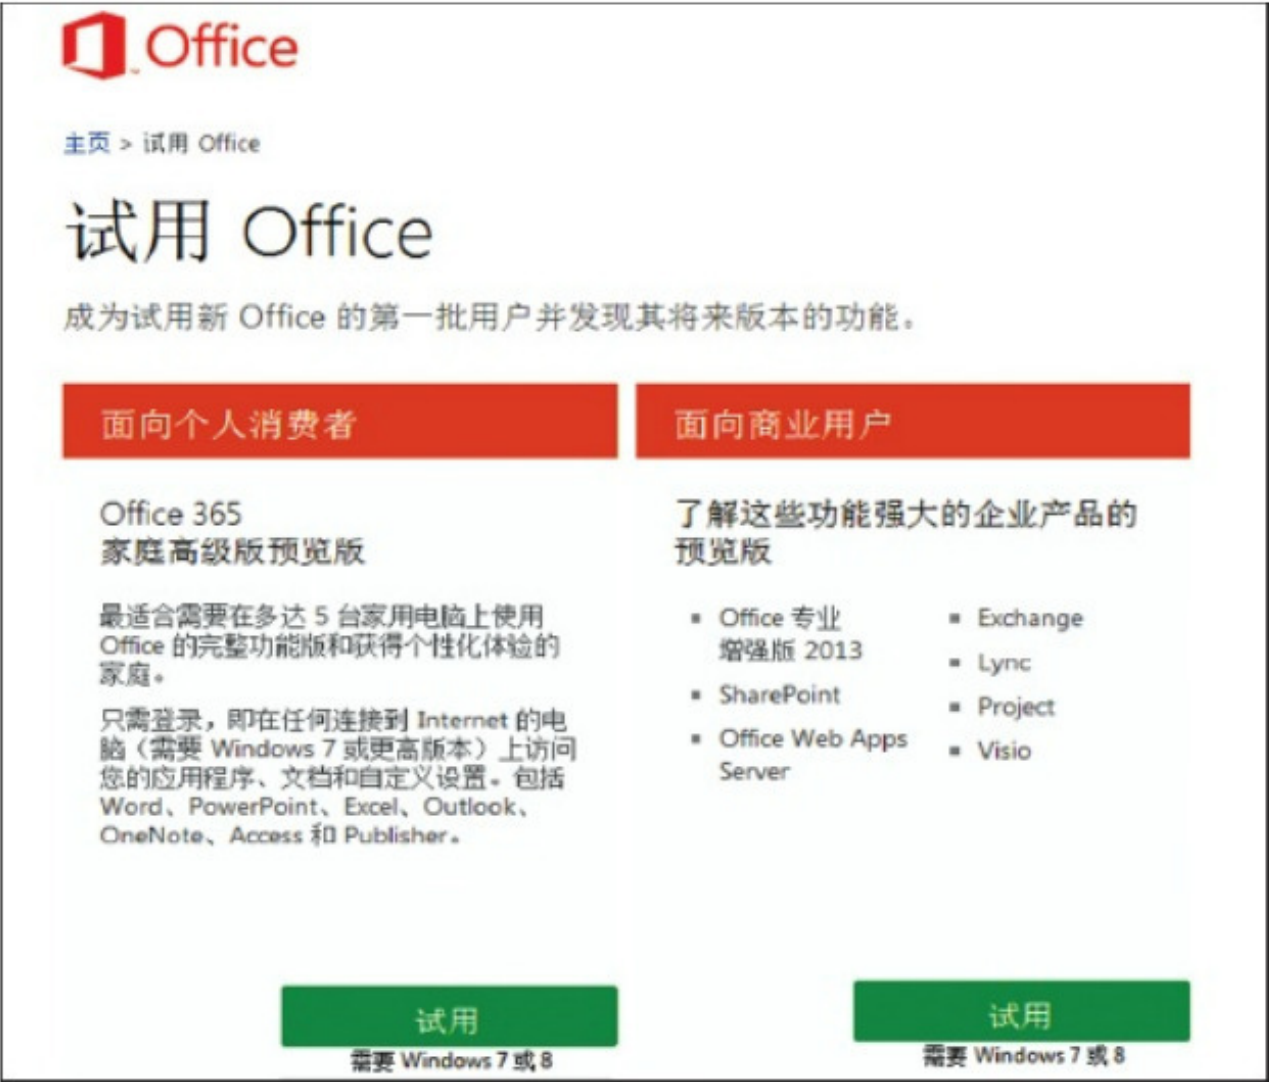 Office
主页 > 试用 Office
试用 Office
成为试用新 Office 的第一批用户并发现其将来版本的功能。
面向个人消费者
Office 365
家庭高级版预览版
最适合需要在多达 5 台家用电脑上使用
Office 的完整功能版和获得个性化体验的
家庭。
只需登录，即在任何连接到 Internet 的电
脑（需要 Windows 7 或更高版本）上访问
您的应用程序、文档和自定义设置。包括
Word、PowerPoint、Excel、Outlook、
OneNote、Access 和 Publisher。
试用
需要 Windows 7 或 8
面向商业用户
了解这些功能强大的企业产品的
预览版
▪ Office 专业
增强版 2013
▪ SharePoint
▪ Office Web Apps
Server
▪ Exchange
▪ Lync
▪ Project
▪ Visio
试用
需要 Windows 7 或 8